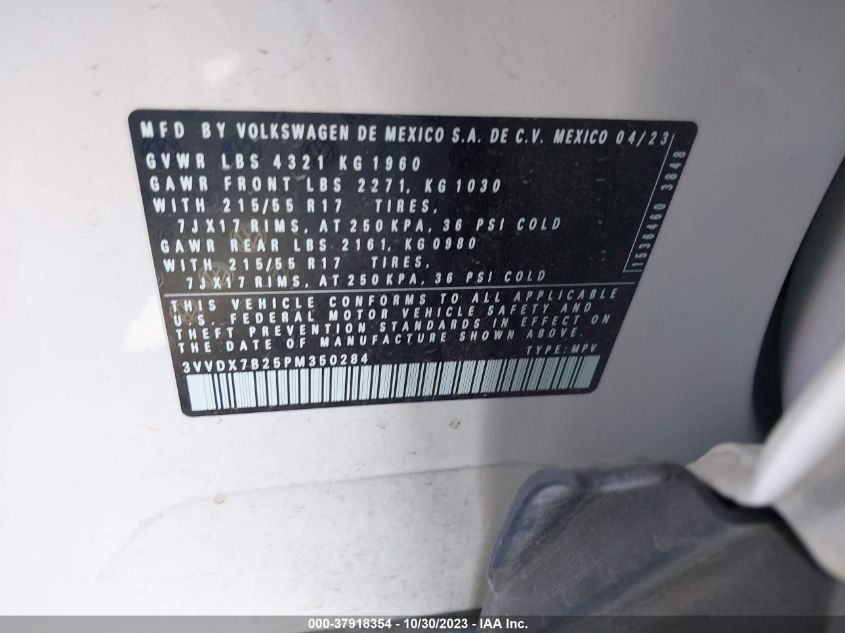 MFD BY VOLKSWAGEN DE MEXICO S.A. DE C.V. MEXICO 04/23
GVWR LBS 4321 KG1960
GAWR FRONT LBS 2271, KG1030
WITH 215/55 R17 TIRES,
7JX17 RIMS, AT 250KPA, 36 PSI COLD
GAWR REAR LBS 2161, KG0980
WITH 215/55 R17 TIRES,
7JX17 RIMS, AT 250KPA, 36 PSI COLD
1536460 3848
THIS VEHICLE CONFORMS TO ALL APPLICABLE
U.S. FEDERAL MOTOR VEHICLE SAFETY AND
THEFT PREVENTION STANDARDS IN EFFECT ON
THE DATE OF MANUFACTURE SHOWN ABOVE.
3VVDX7B25PM350284 TYPE:MPV
000-37918354 - 10/30/2023 - IAA Inc.